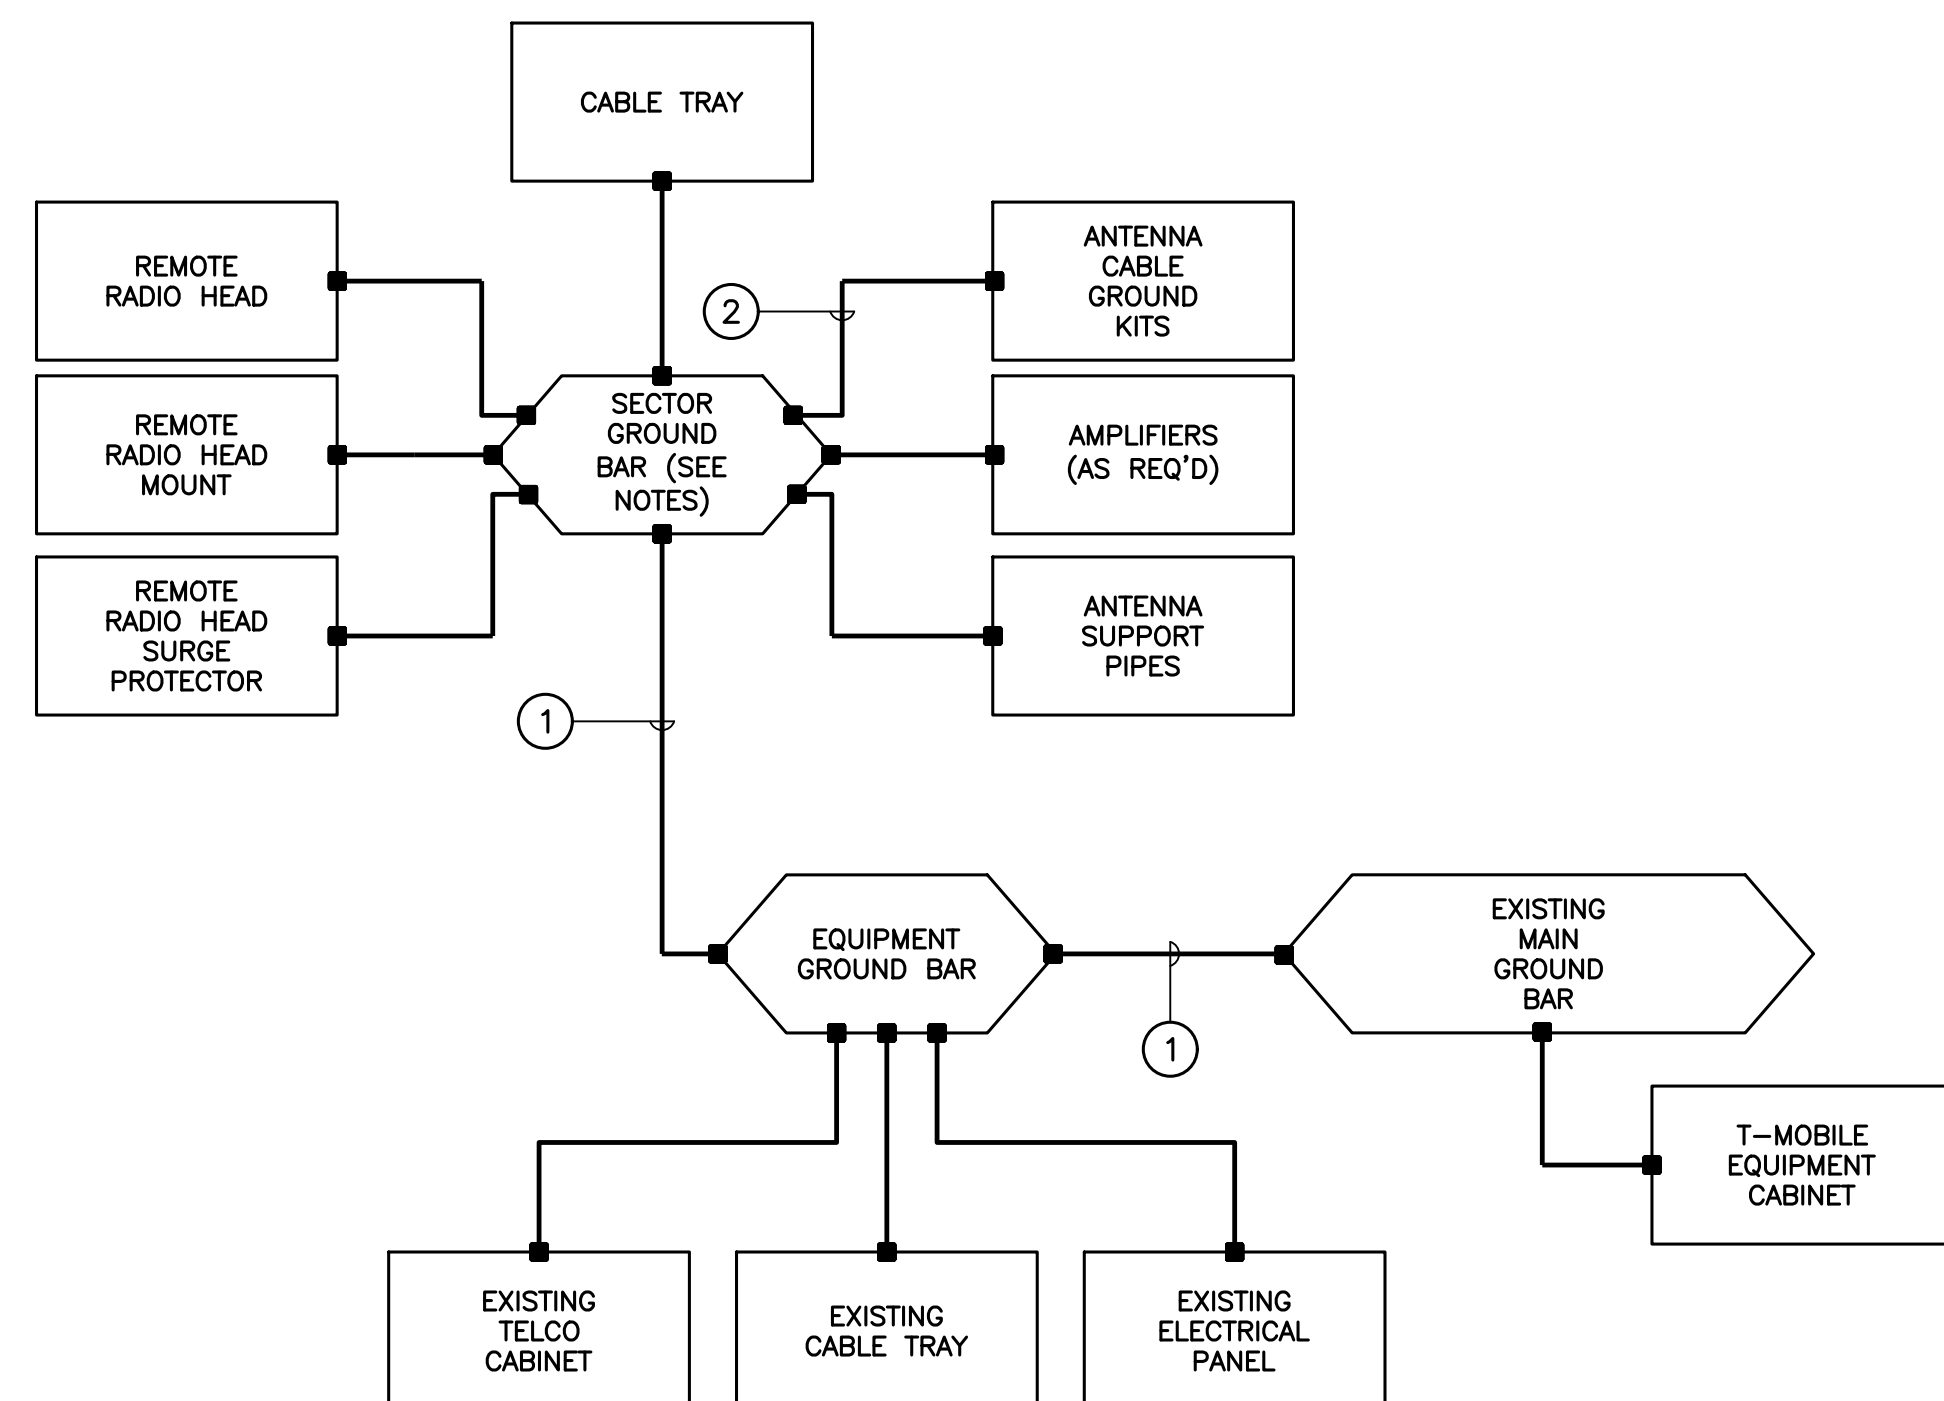 CABLE TRAY
REMOTE
RADIO HEAD
ANTENNA
CABLE
GROUND
KITS
2
REMOTE
RADIO HEAD
MOUNT
SECTOR
GROUND
BAR (SEE
NOTES)
AMPLIFIERS
(AS REQ'D)
REMOTE
RADIO HEAD
SURGE
PROTECTOR
ANTENNA
SUPPORT
PIPES
1
EQUIPMENT
GROUND BAR
EXISTING
MAIN
GROUND
BAR
1
T-MOBILE
EQUIPMENT
CABINET
EXISTING
TELCO
CABINET
EXISTING
CABLE TRAY
EXISTING
ELECTRICAL
PANEL